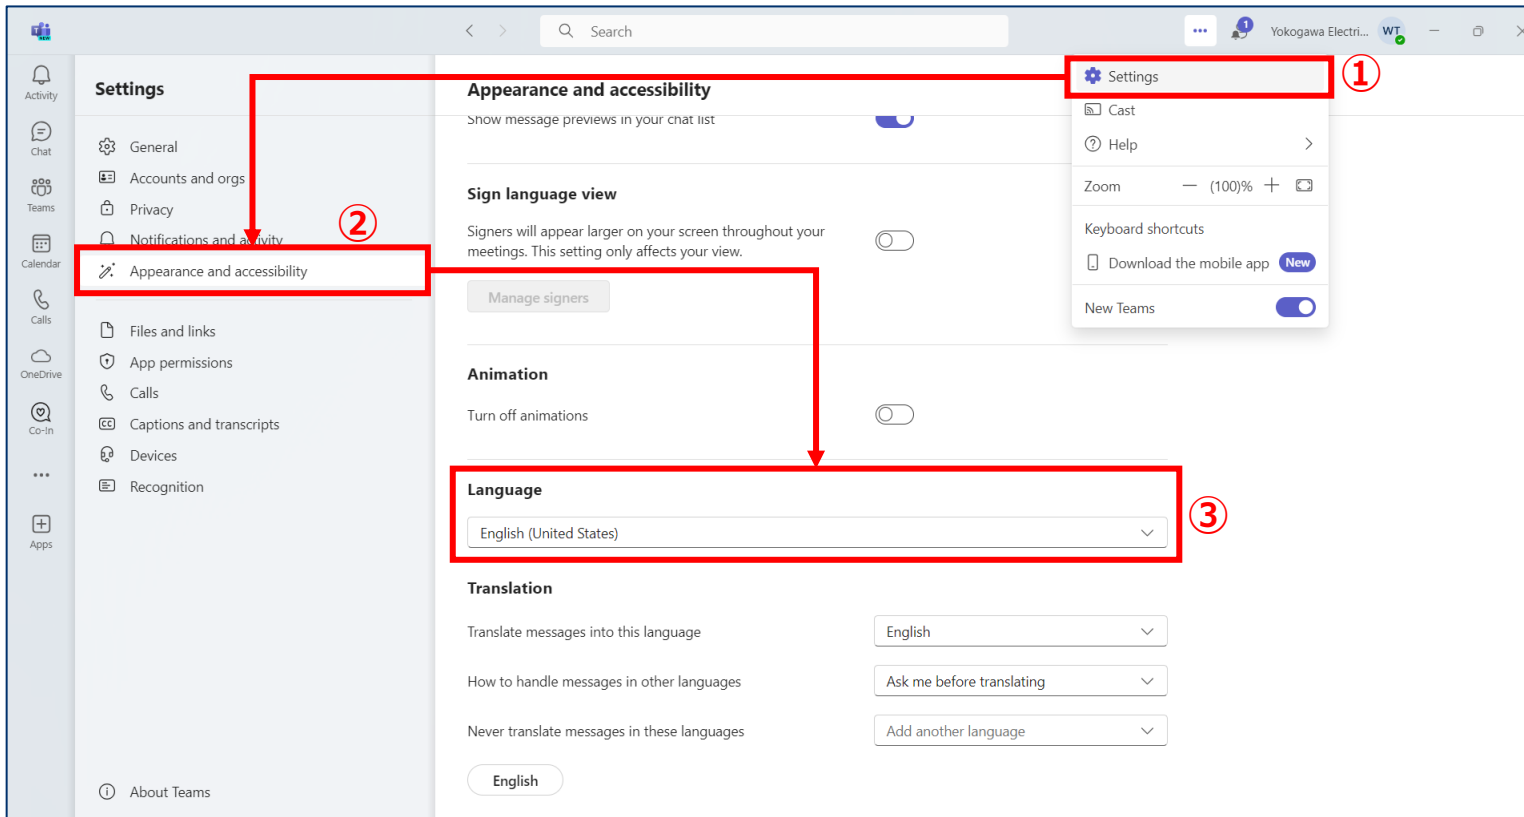 Search
Yokogawa Electri...
WT
1
NEW
Activity
Chat
Teams
Calendar
Calls
OneDrive
Co-In
Apps
Settings
General
Accounts and orgs
Privacy
Notifications and activity
Appearance and accessibility
Files and links
App permissions
Calls
Captions and transcripts
Devices
Recognition
About Teams
②
Appearance and accessibility
Show message previews in your chat list
Sign language view
Signers will appear larger on your screen throughout your
meetings. This setting only affects your view.
Manage signers
Animation
Turn off animations
Language
English (United States)
③
Translation
Translate messages into this language
English
How to handle messages in other languages
Ask me before translating
Never translate messages in these languages
Add another language
English
Settings
①
Cast
Help
Zoom
(100)%
Keyboard shortcuts
Download the mobile app New
New Teams